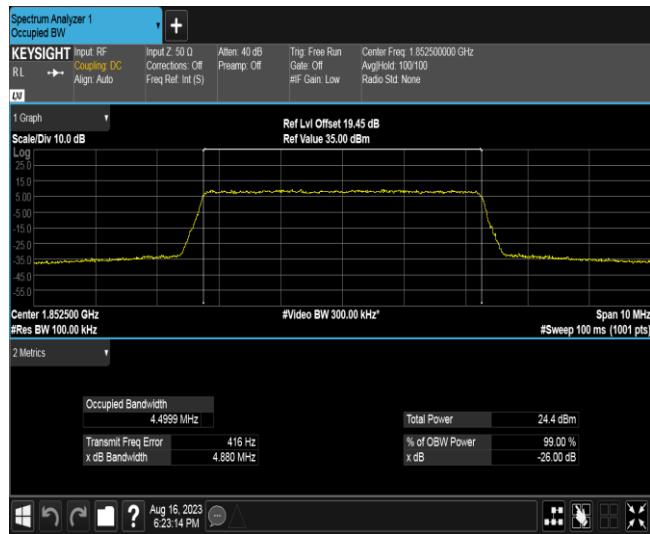 Spectrum Analyzer 1
Occupied BW
+
KEYSIGHT
R L
LXI
Input: RF
Coupling: DC
Align: Auto
Input Z: 50 Ω
Corrections: Off
Freq Ref: Int (S)
Atten: 40 dB
Preamp: Off
Trig: Free Run
Gate: Off
#IF Gain: Low
Center Freq: 1.852500000 GHz
Avg|Hold: 100/100
Radio Std: None
1 Graph
Scale/Div 10.0 dB
Ref Lvl Offset 19.45 dB
Ref Value 35.00 dBm
Log
25.0
15.0
5.00
-5.00
-15.0
-25.0
-35.0
-45.0
-55.0
Center 1.852500 GHz
#Res BW 100.00 kHz
#Video BW 300.00 kHz*
Span 10 MHz
#Sweep 100 ms (1001 pts)
2 Metrics
Occupied Bandwidth
4.4999 MHz
Transmit Freq Error 416 Hz
x dB Bandwidth 4.880 MHz
Total Power 24.4 dBm
% of OBW Power 99.00 %
x dB -26.00 dB
?
Aug 16, 2023
6:23:14 PM